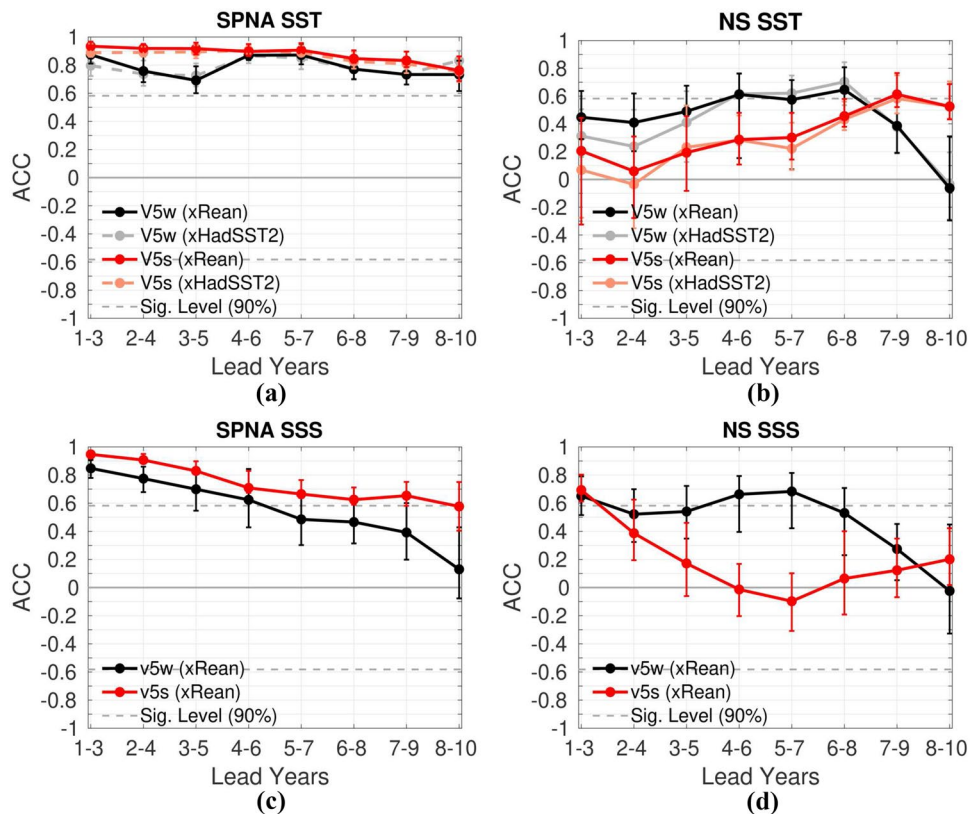 SPNA SST
1
0.8
0.6
0.4
0.2
0
-0.2
-0.4
-0.6
-0.8
-1
ACC
V5w (xRean)
V5w (xHadSST2)
V5s (xRean)
V5s (xHadSST2)
Sig. Level (90%)
1-3 2-4 3-5 4-6 5-7 6-8 7-9 8-10
Lead Years
(a)
NS SST
1
0.8
0.6
0.4
0.2
0
-0.2
-0.4
-0.6
-0.8
-1
ACC
V5w (xRean)
V5w (xHadSST2)
V5s (xRean)
V5s (xHadSST2)
Sig. Level (90%)
1-3 2-4 3-5 4-6 5-7 6-8 7-9 8-10
Lead Years
(b)
SPNA SSS
1
0.8
0.6
0.4
0.2
0
-0.2
-0.4
-0.6
-0.8
-1
ACC
v5w (xRean)
v5s (xRean)
Sig. Level (90%)
1-3 2-4 3-5 4-6 5-7 6-8 7-9 8-10
Lead Years
(c)
NS SSS
1
0.8
0.6
0.4
0.2
0
-0.2
-0.4
-0.6
-0.8
-1
ACC
v5w (xRean)
v5s (xRean)
Sig. Level (90%)
1-3 2-4 3-5 4-6 5-7 6-8 7-9 8-10
Lead Years
(d)